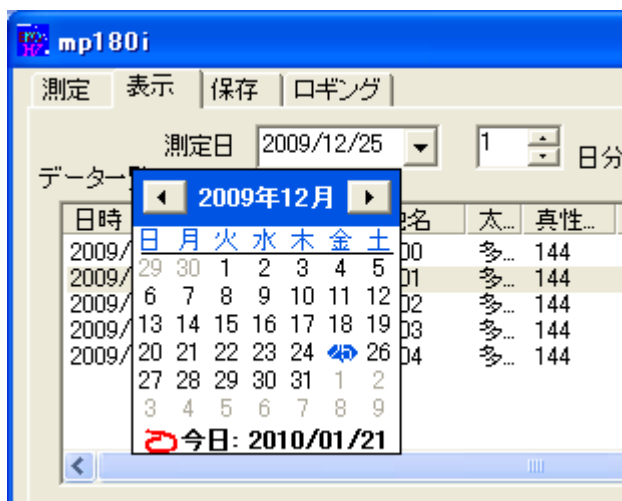 mp180i
測定 表示 保存 ロギング
測定日 2009/12/25 1 日分
データ一覧
日時 太... 真性...
2009年12月
日 月 火 水 木 金 土
29 30 1 2 3 4 5
6 7 8 9 10 11 12
13 14 15 16 17 18 19
20 21 22 23 24 25 26
27 28 29 30 31 1 2
3 4 5 6 7 8 9
今日: 2010/01/21
2009/ 00 多... 144
2009/ 01 多... 144
2009/ 02 多... 144
2009/ 03 多... 144
2009/ 04 多... 144